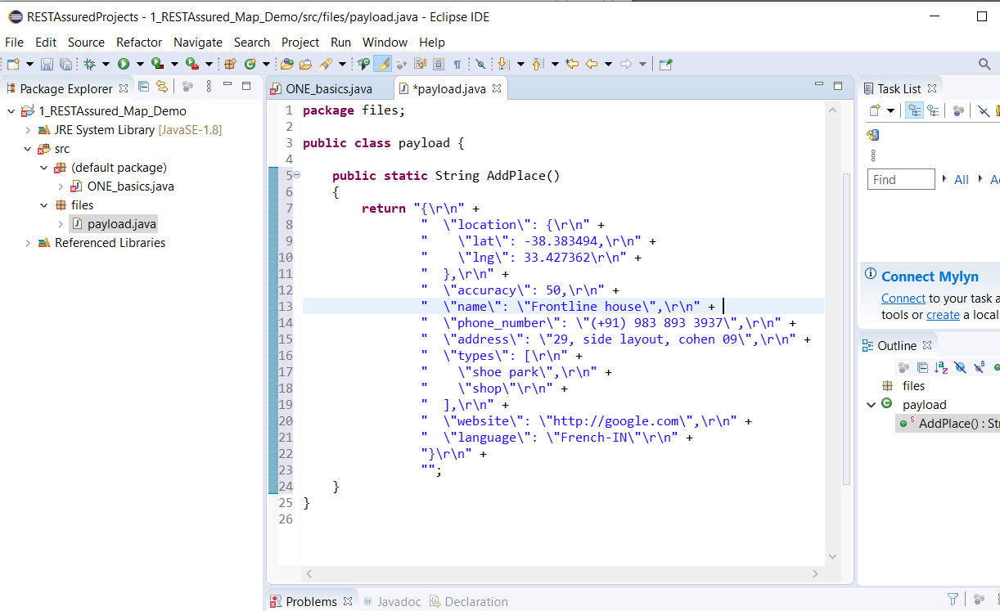 RESTAssuredProjects - 1_RESTAssured_Map_Demo/src/files/payload.java - Eclipse IDE
File Edit Source Refactor Navigate Search Project Run Window Help
Package Explorer
1_RESTAssured_Map_Demo
JRE System Library [JavaSE-1.8]
src
(default package)
ONE_basics.java
files
payload.java
Referenced Libraries
ONE_basics.java
*payload.java
1 package files;
2
3 public class payload {
4
5     public static String AddPlace()
6     {
7         return "{\r\n" +
8                 "  \"location\": {\r\n" +
9                 "    \"lat\": -38.383494,\r\n" +
10                 "    \"lng\": 33.427362\r\n" +
11                 "  },\r\n" +
12                 "  \"accuracy\": 50,\r\n" +
13                 "  \"name\": \"Frontline house\",\r\n" +
14                 "  \"phone_number\": \"(+91) 983 893 3937\",\r\n" +
15                 "  \"address\": \"29, side layout, cohen 09\",\r\n" +
16                 "  \"types\": [\r\n" +
17                 "    \"shoe park\",\r\n" +
18                 "    \"shop\"\r\n" +
19                 "  ],\r\n" +
20                 "  \"website\": \"http://google.com\",\r\n" +
21                 "  \"language\": \"French-IN\"\r\n" +
22                 "}\r\n" +
23                 "";
24     }
25 }
26
Task List
Find All
Connect Mylyn
Connect to your task a
tools or create a local
Outline
files
payload
AddPlace() : St
Problems @ Javadoc Declaration